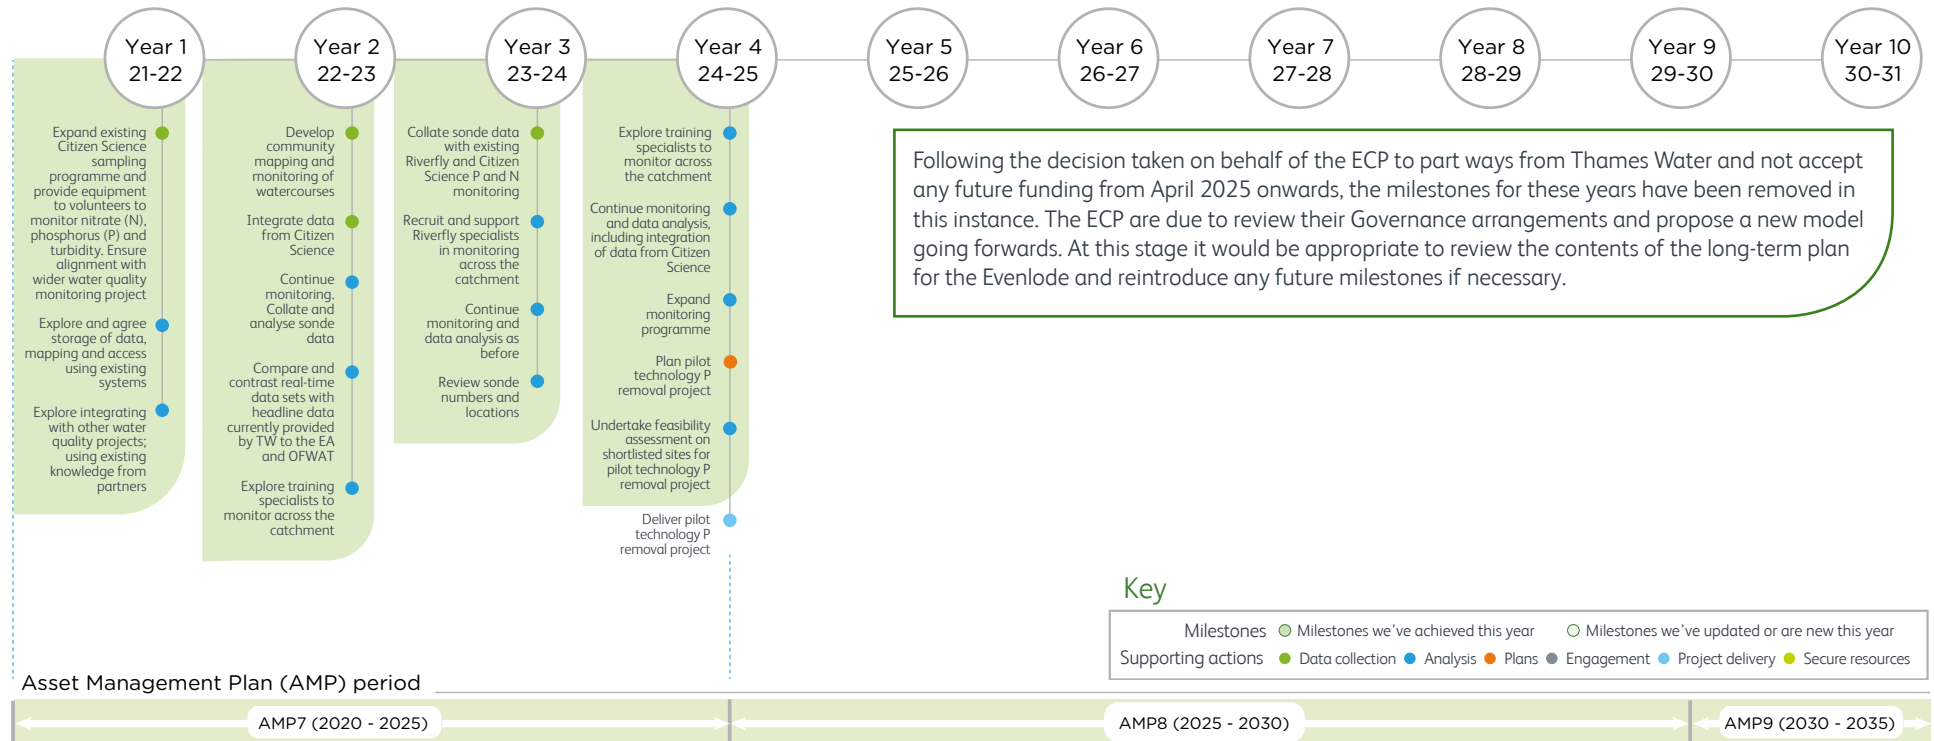 Year 1
21-22
Year 2
22-23
Year 3
23-24
Year 4
24-25
Year 5
25-26
Year 6
26-27
Year 7
27-28
Year 8
28-29
Year 9
29-30
Year 10
30-31
Expand existing
Citizen Science
sampling
programme and
provide equipment
to volunteers to
monitor nitrate (N),
phosphorus (P) and
turbidity. Ensure
alignment with
wider water quality
monitoring project
Explore and agree
storage of data,
mapping and access
using existing
systems
Explore integrating
with other water
quality projects;
using existing
knowledge from
partners
Develop
community
mapping and
monitoring of
watercourses
Integrate data
from Citizen
Science
Continue
monitoring.
Collate and
analyse sonde
data
Compare and
contrast real-time
data sets with
headline data
currently provided
by TW to the EA
and OFWAT
Explore training
specialists to
monitor across the
catchment
Collate sonde data
with existing
Riverfly and Citizen
Science P and N
monitoring
Recruit and support
Riverfly specialists
in monitoring
across the
catchment
Continue
monitoring and
data analysis as
before
Review sonde
numbers and
locations
Explore training
specialists to
monitor across
the catchment
Continue monitoring
and data analysis,
including integration
of data from Citizen
Science
Expand
monitoring
programme
Plan pilot
technology P
removal project
Undertake feasibility
assessment on
shortlisted sites for
pilot technology P
removal project
Deliver pilot
technology P
removal project
Following the decision taken on behalf of the ECP to part ways from Thames Water and not accept
any future funding from April 2025 onwards, the milestones for these years have been removed in
this instance. The ECP are due to review their Governance arrangements and propose a new model
going forwards. At this stage it would be appropriate to review the contents of the long-term plan
for the Evenlode and reintroduce any future milestones if necessary.
Key
Milestones Milestones we've achieved this year Milestones we've updated or are new this year
Supporting actions Data collection Analysis Plans Engagement Project delivery Secure resources
Asset Management Plan (AMP) period
AMP7 (2020 - 2025)
AMP8 (2025 - 2030)
AMP9 (2030 - 2035)